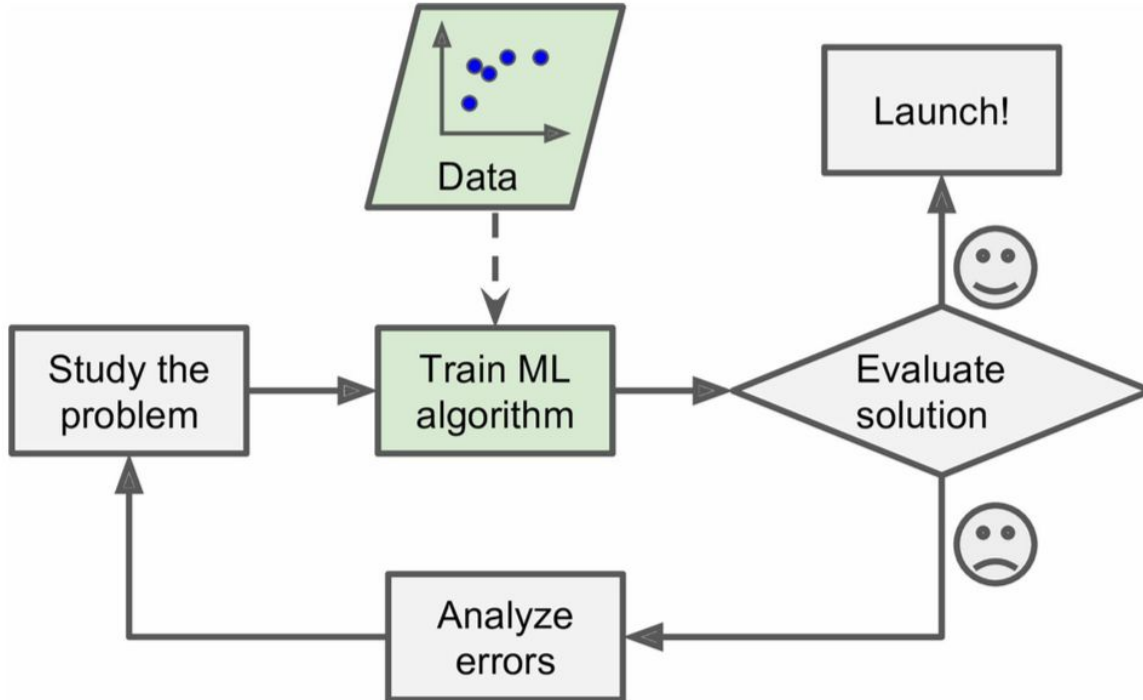 Data
Launch!
Study the
problem
Train ML
algorithm
Evaluate
solution
Analyze
errors